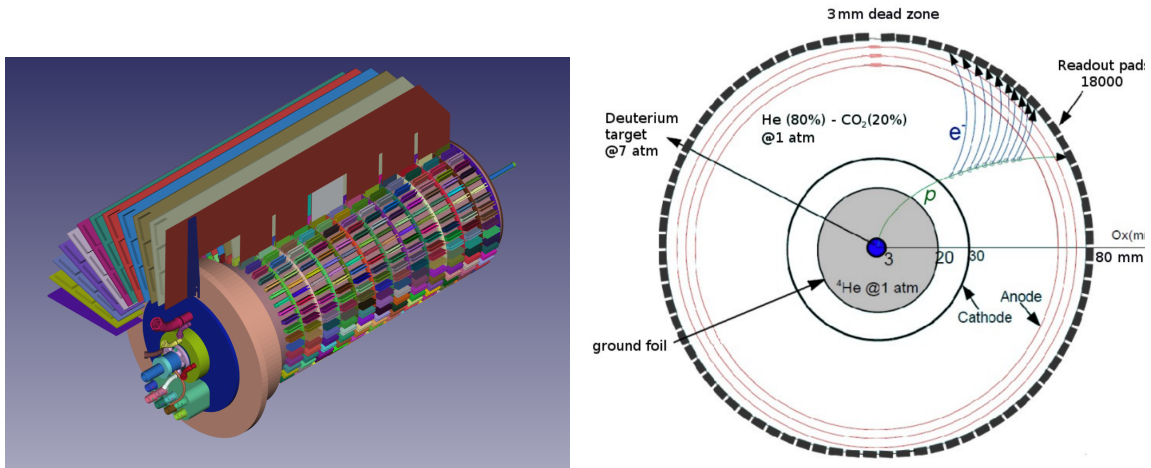 3mm dead zone
Readout pads
18000
Deuterium
target
@7 atm
He (80%) - CO₂(20%)
@1 atm
e⁻
p
Ox(m
3
20
30
80 mm
⁴He @1 atm
Anode
Cathode
ground foil